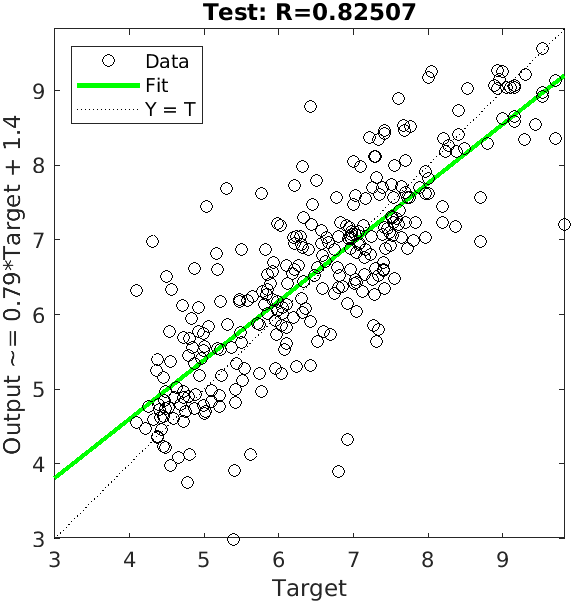 Test: R=0.82507
Data
Fit
Y = T
Output ~= 0.79*Target + 1.4
9
8
7
6
5
4
3
3 4 5 6 7 8 9
Target